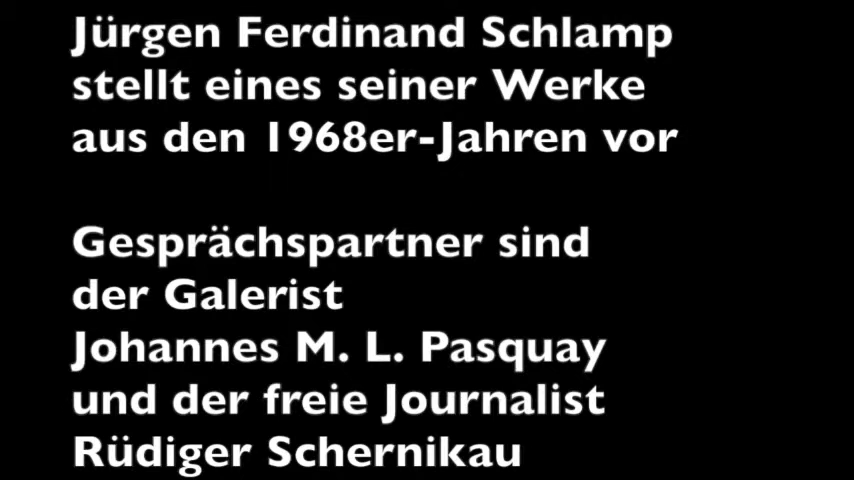 Jürgen Ferdinand Schlamp
stellt eines seiner Werke
aus den 1968er-Jahren vor
Gesprächspartner sind
der Galerist
Johannes M. L. Pasquay
und der freie Journalist
Rüdiger Schernikau